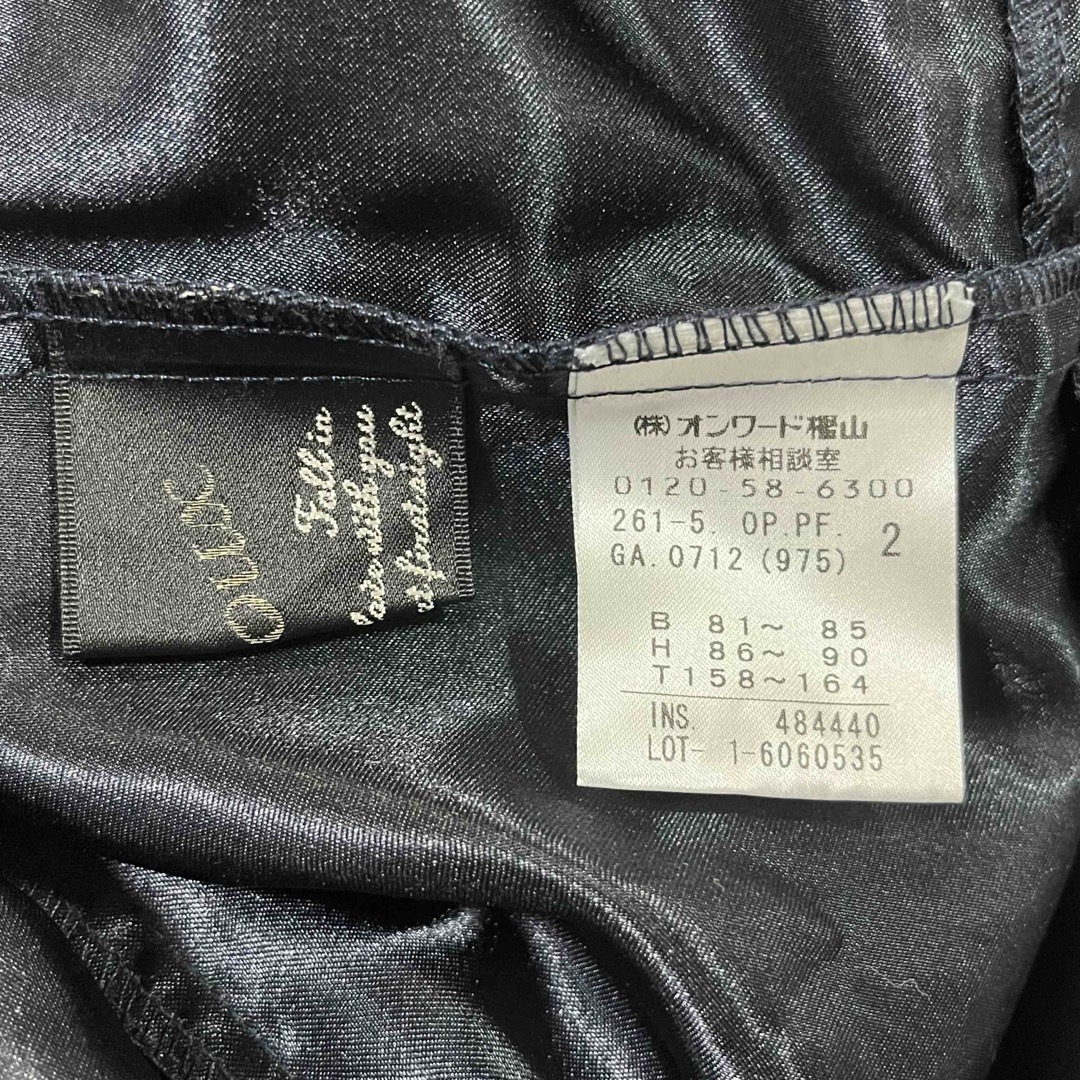 Fall in
Love with you
at first sight
(株)オンワード樫山
お客様相談室
0120-58-6300
261-5. OP.PF. 2
GA.0712 (975)
B 81～ 85
H 86～ 90
T158～164
INS. 484440
LOT- 1-6060535